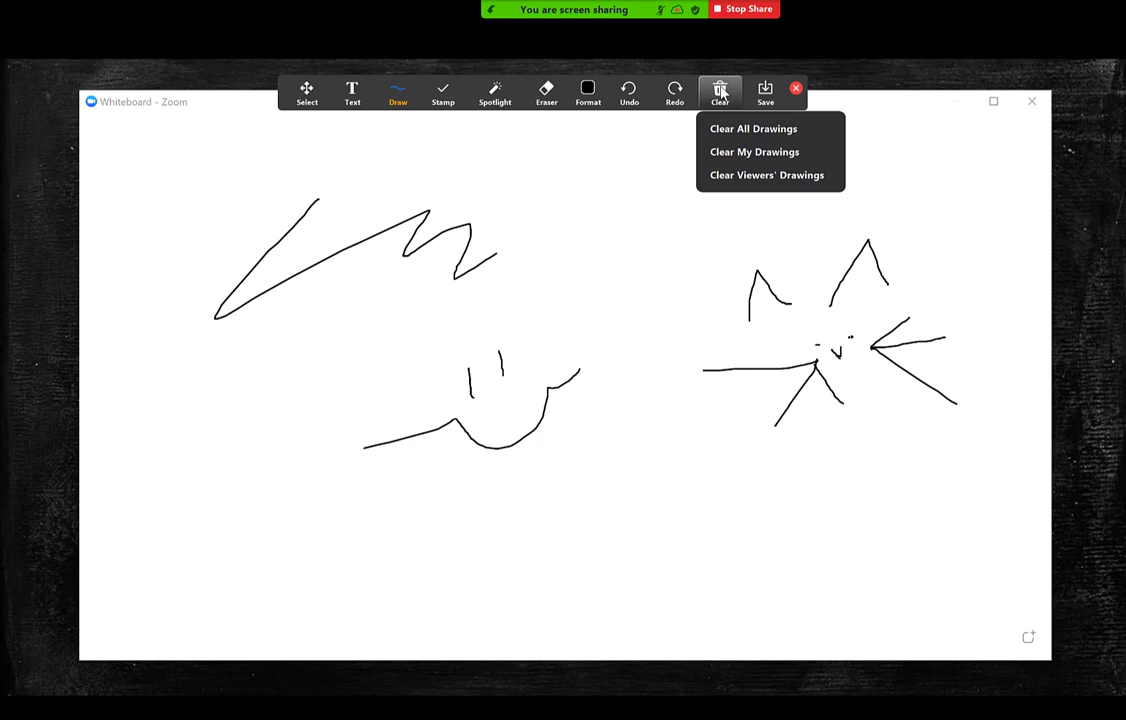 You are screen sharing Stop Share
Whiteboard - Zoom
Select Text Draw Stamp Spotlight Eraser Format Undo Redo Clear Save
Clear All Drawings
Clear My Drawings
Clear Viewers' Drawings